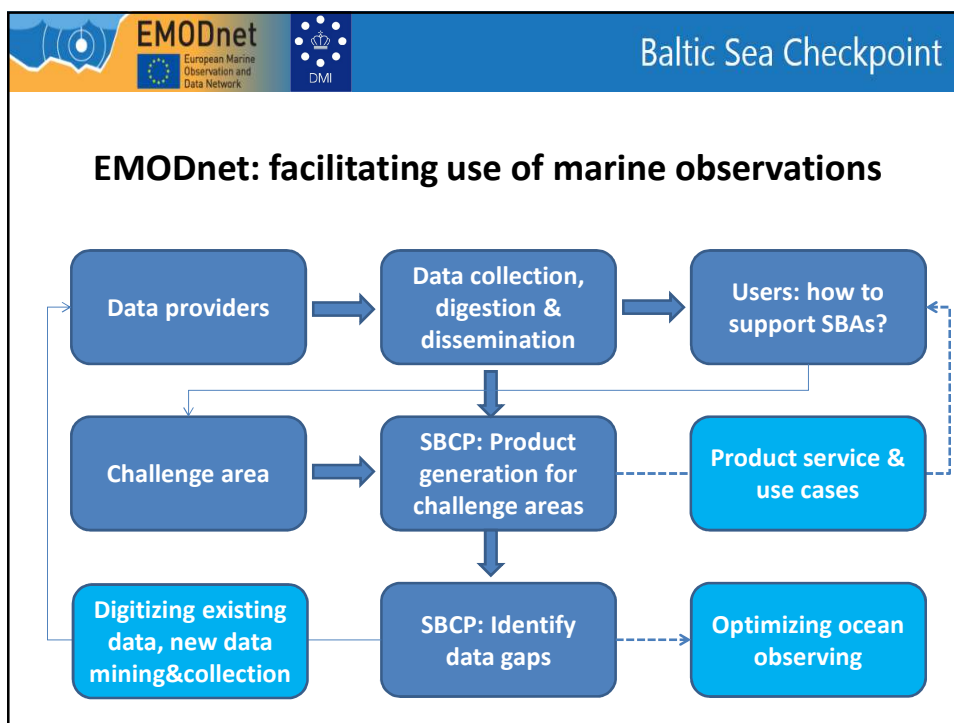 EMODnet
European Marine
Observation and
Data Network
DMI
Baltic Sea Checkpoint
EMODnet: facilitating use of marine observations
Data providers
Data collection,
digestion &
dissemination
Users: how to
support SBAs?
Challenge area
SBCP: Product
generation for
challenge areas
Product service &
use cases
Digitizing existing
data, new data
mining&collection
SBCP: Identify
data gaps
Optimizing ocean
observing